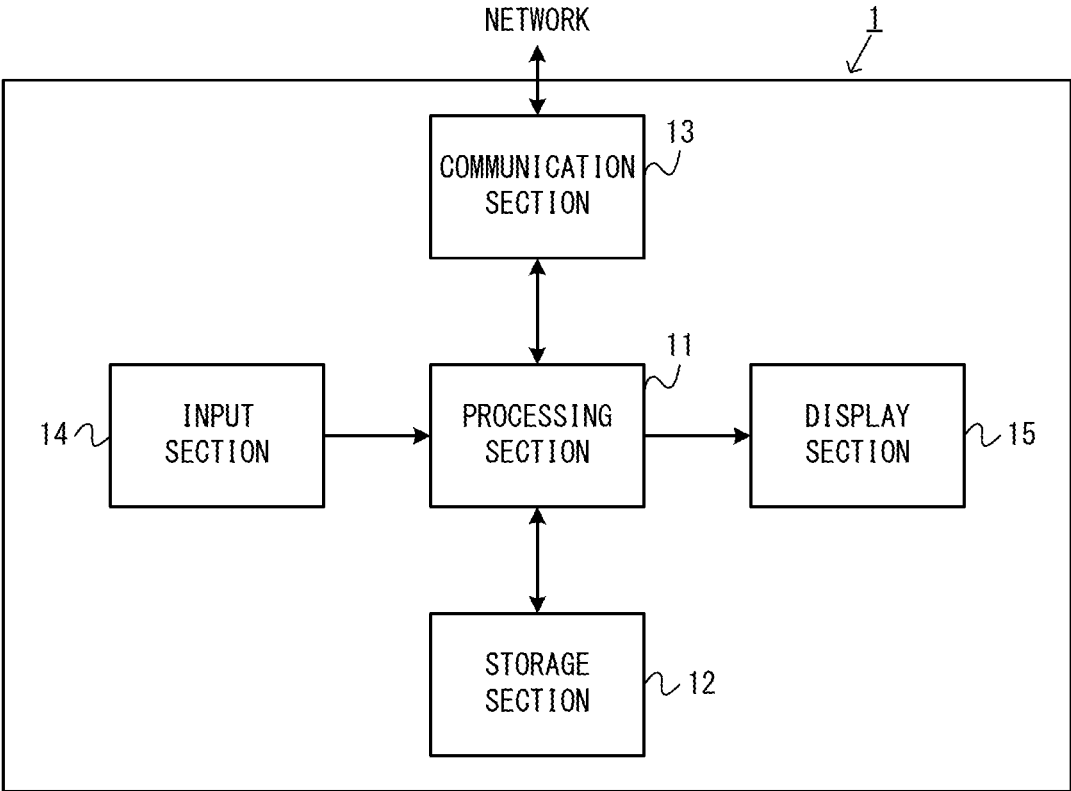 NETWORK
1
13
COMMUNICATION
SECTION
11
INPUT
SECTION
14
PROCESSING
SECTION
DISPLAY
SECTION
15
STORAGE
SECTION
12